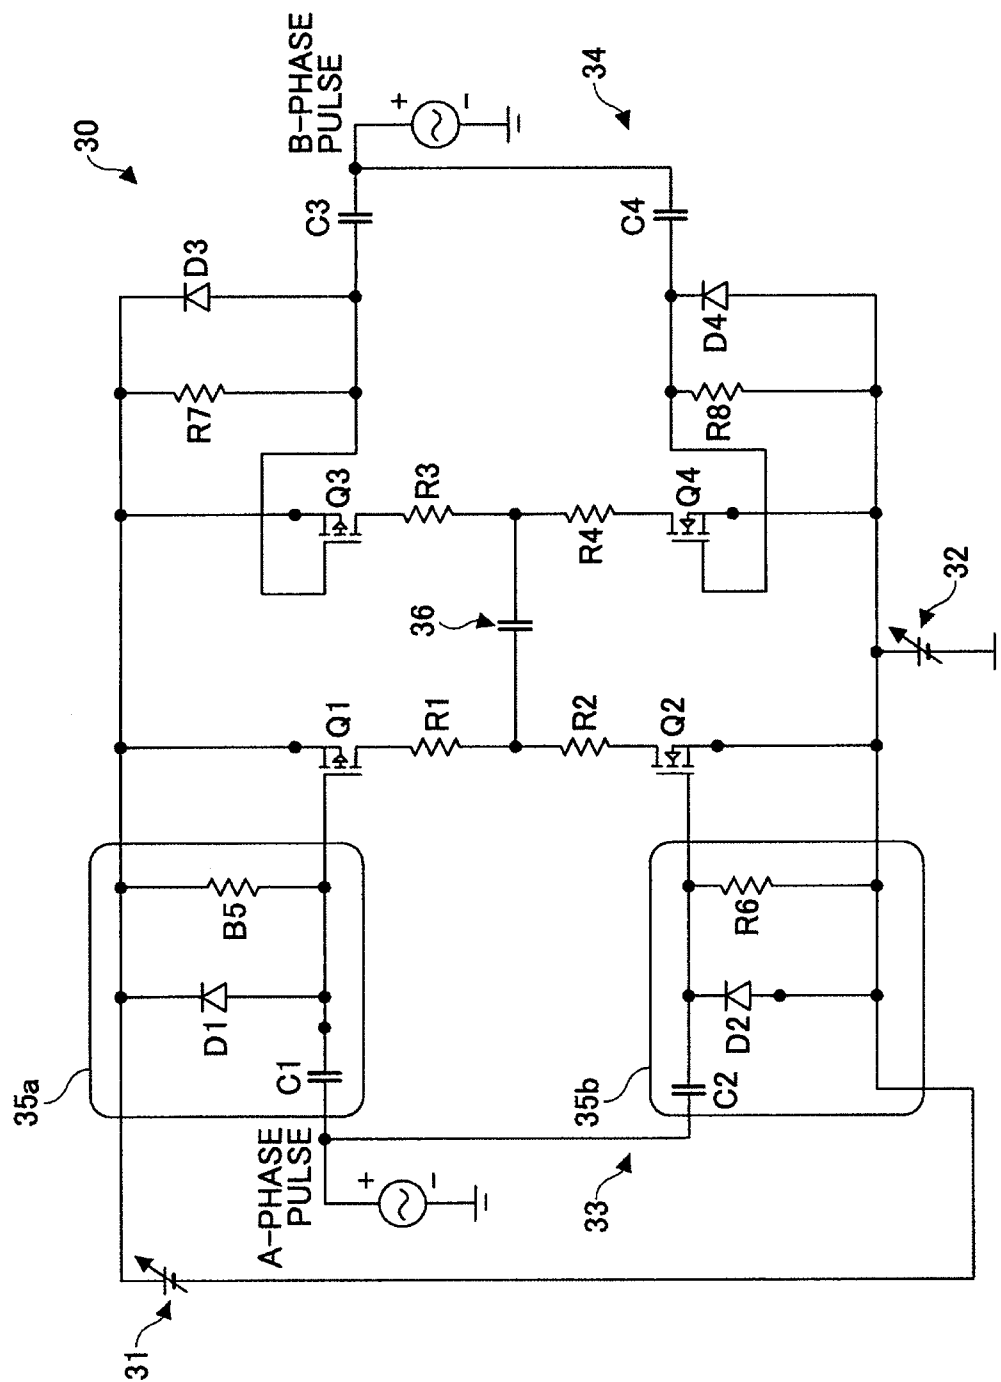 30
31
A-PHASE
PULSE
B-PHASE
PULSE
+
−
+
−
33
34
35a
35b
C1
D1
B5
Q1
R1
36
R2
Q2
C2
D2
R6
R7
D3
C3
Q3
R3
R4
Q4
R8
D4
C4
32